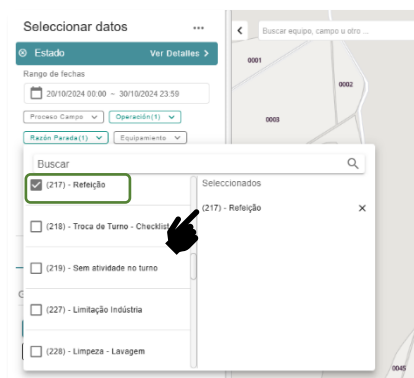 Seleccionar datos ...
Estado Ver Detalles >
Rango de fechas
20/10/2024 00:00 ~ 30/10/2024 23:59
Proceso Campo
Operación(1)
Razón Parada(1)
Equipamiento
Buscar
(217) - Refeição
(218) - Troca de Turno - Checklist
(219) - Sem atividade no turno
(227) - Limitação Indústria
(228) - Limpeza - Lavagem
Seleccionados
(217) - Refeição
Buscar equipo, campo u otro ...
0001
0002
0003
0045